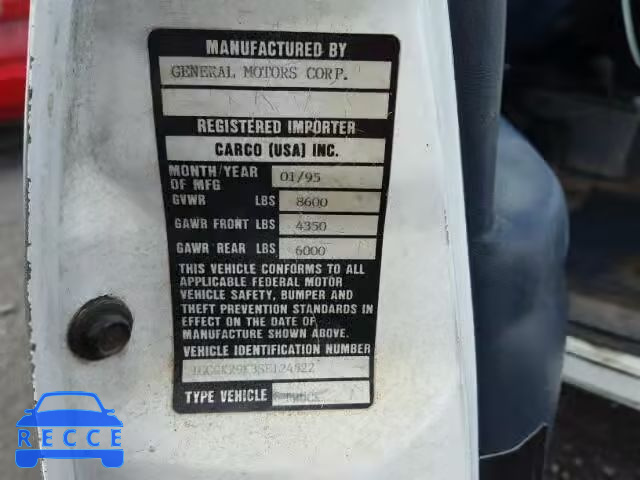 MANUFACTURED BY
GENERAL MOTORS CORP.
REGISTERED IMPORTER
CARCO (USA) INC.
MONTH/YEAR OF MFG 01/95
GVWR LBS 8600
GAWR FRONT LBS 4350
GAWR REAR LBS 6000
THIS VEHICLE CONFORMS TO ALL
APPLICABLE FEDERAL MOTOR
VEHICLE SAFETY, BUMPER AND
THEFT PREVENTION STANDARDS IN
EFFECT ON THE DATE OF
MANUFACTURE SHOWN ABOVE.
VEHICLE IDENTIFICATION NUMBER
TYPE VEHICLE TRUCK
RECCE